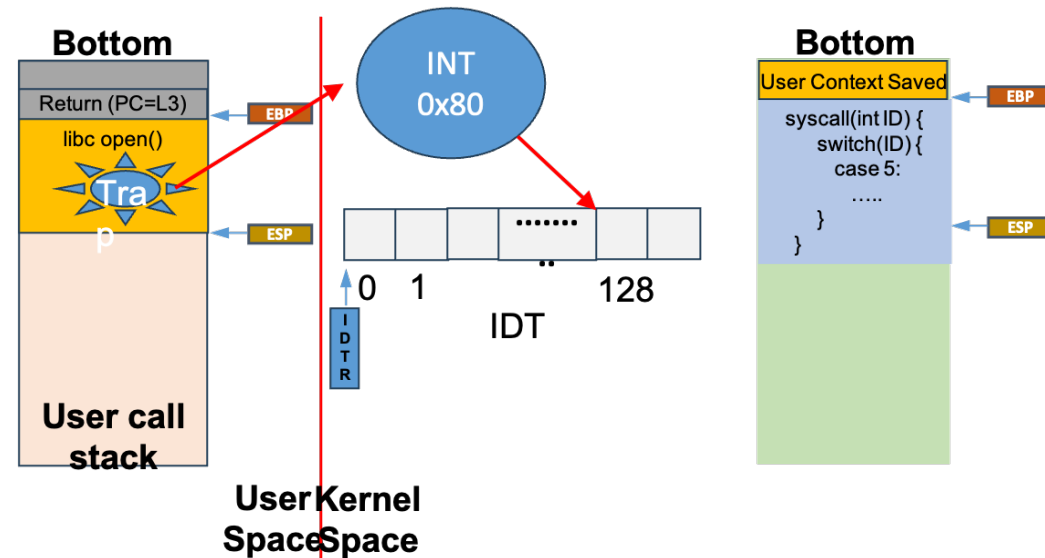 Bottom
Return (PC=L3)
EBP
libc open()
Tra
p
ESP
User call
stack
User
Space
Kernel
Space
INT
0x80
.......
..
0
1
128
IDT
I
D
T
R
Bottom
User Context Saved
EBP
syscall(int ID) {
switch(ID) {
case 5:
…..
}
}
ESP